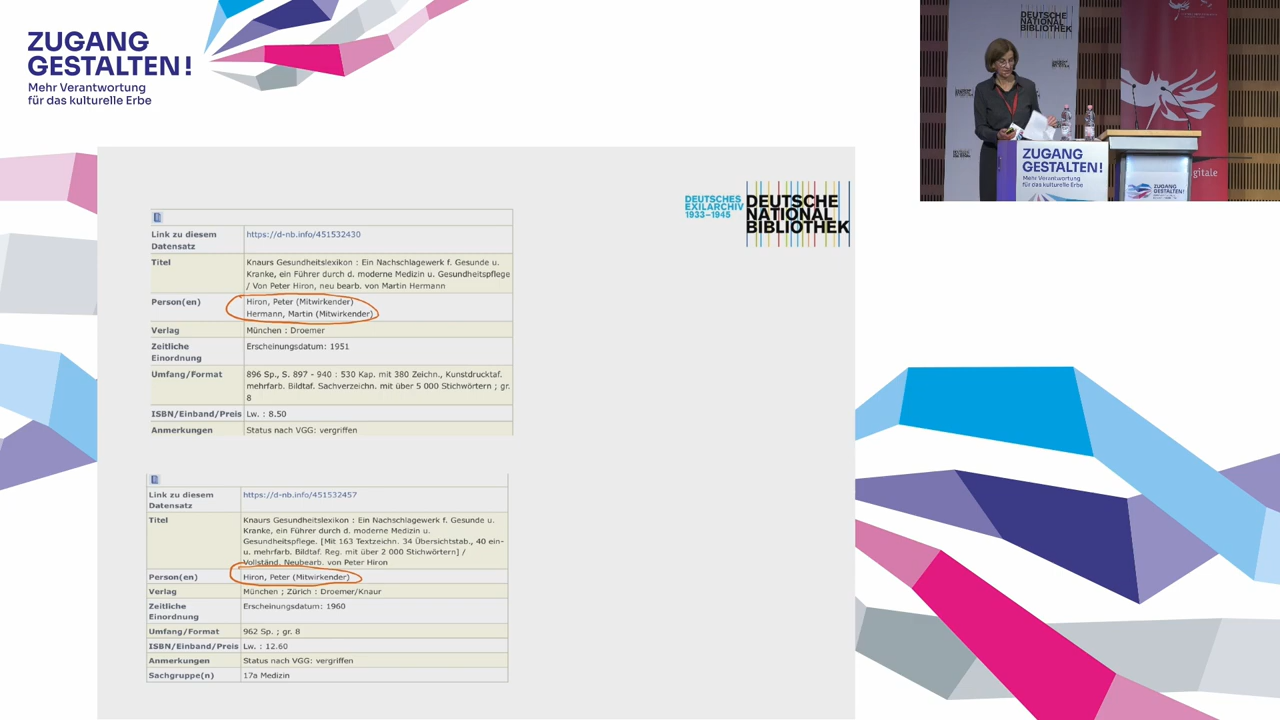 ZUGANG
GESTALTEN!
Mehr Verantwortung
für das kulturelle Erbe
DEUTSCHES
EXILARCHIV
1933–1945
DEUTSCHE
NATIONAL
BIBLIOTHEK
Link zu diesem Datensatz https://d-nb.info/451532430
Titel Knaurs Gesundheitslexikon : Ein Nachschlagewerk f. Gesunde u.
Kranke, ein Führer durch d. moderne Medizin u. Gesundheitspflege
/ Von Peter Hiron, neu bearb. von Martin Hermann
Person(en) Hiron, Peter (Mitwirkender)
Hermann, Martin (Mitwirkender)
Verlag München : Droemer
Zeitliche Einordnung Erscheinungsdatum: 1951
Umfang/Format 896 Sp., S. 897 - 940 : 530 Kap. mit 380 Zeichn., Kunstdrucktaf.
mehrfarb. Bildtaf. Sachverzeichn. mit über 5 000 Stichwörtern ; gr.
8
ISBN/Einband/Preis Lw. : 8.50
Anmerkungen Status nach VGG: vergriffen
Link zu diesem Datensatz https://d-nb.info/451532457
Titel Knaurs Gesundheitslexikon : Ein Nachschlagewerk f. Gesunde u.
Kranke, ein Führer durch d. moderne Medizin u.
Gesundheitspflege. [Mit 163 Textzeichn. 34 Übersichtstab., 40 ein-
u. mehrfarb. Bildtaf. Reg. mit über 2 000 Stichwörtern] /
Vollständ. Neubearb. von Peter Hiron
Person(en) Hiron, Peter (Mitwirkender)
Verlag München ; Zürich : Droemer/Knaur
Zeitliche Einordnung Erscheinungsdatum: 1960
Umfang/Format 962 Sp. ; gr. 8
ISBN/Einband/Preis Lw. : 12.60
Anmerkungen Status nach VGG: vergriffen
Sachgruppe(n) 17a Medizin
DEUTSCHE
NATIONAL
BIBLIOTHEK
ZUGANG
GESTALTEN!
Mehr Verantwortung
für das kulturelle Erbe
ZUGANG
GESTALTEN!